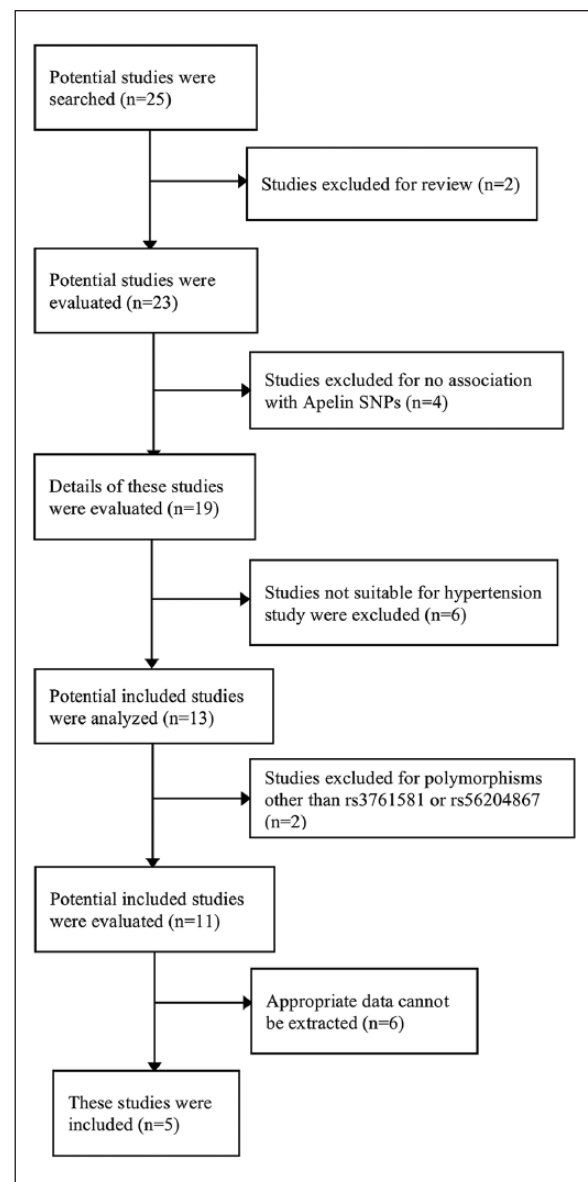 Potential studies were
searched (n=25)
Studies excluded for review (n=2)
Potential studies were
evaluated (n=23)
Studies excluded for no association
with Apelin SNPs (n=4)
Details of these studies
were evaluated (n=19)
Studies not suitable for hypertension
study were excluded (n=6)
Potential included studies
were analyzed (n=13)
Studies excluded for polymorphisms
other than rs3761581 or rs56204867
(n=2)
Potential included studies
were evaluated (n=11)
Appropriate data cannot
be extracted (n=6)
These studies were
included (n=5)